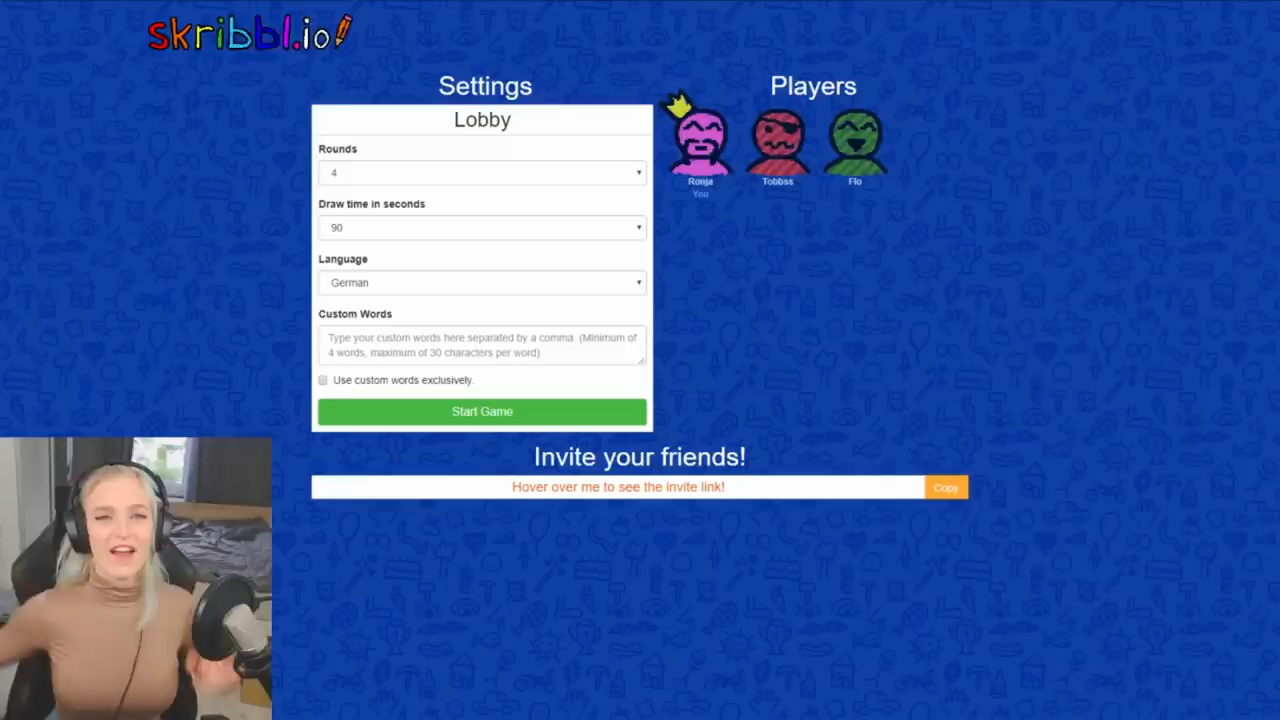 skribbl.io
Settings
Players
Lobby
Rounds
4
Draw time in seconds
90
Language
German
Custom Words
Type your custom words here separated by a comma (Minimum of
4 words, maximum of 30 characters per word)
Use custom words exclusively.
Start Game
Ronja
You
Tobbss
Flo
Invite your friends!
Hover over me to see the invite link!
Copy